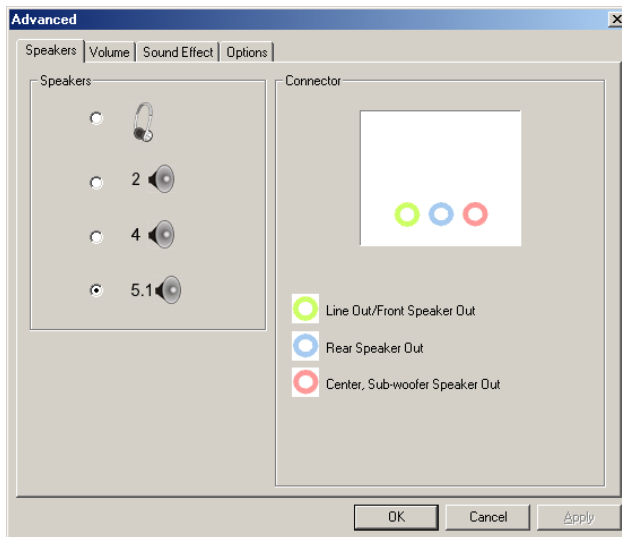 Advanced
Speakers Volume Sound Effect Options
Speakers
2
4
5.1
Connector
Line Out/Front Speaker Out
Rear Speaker Out
Center, Sub-woofer Speaker Out
OK Cancel Apply